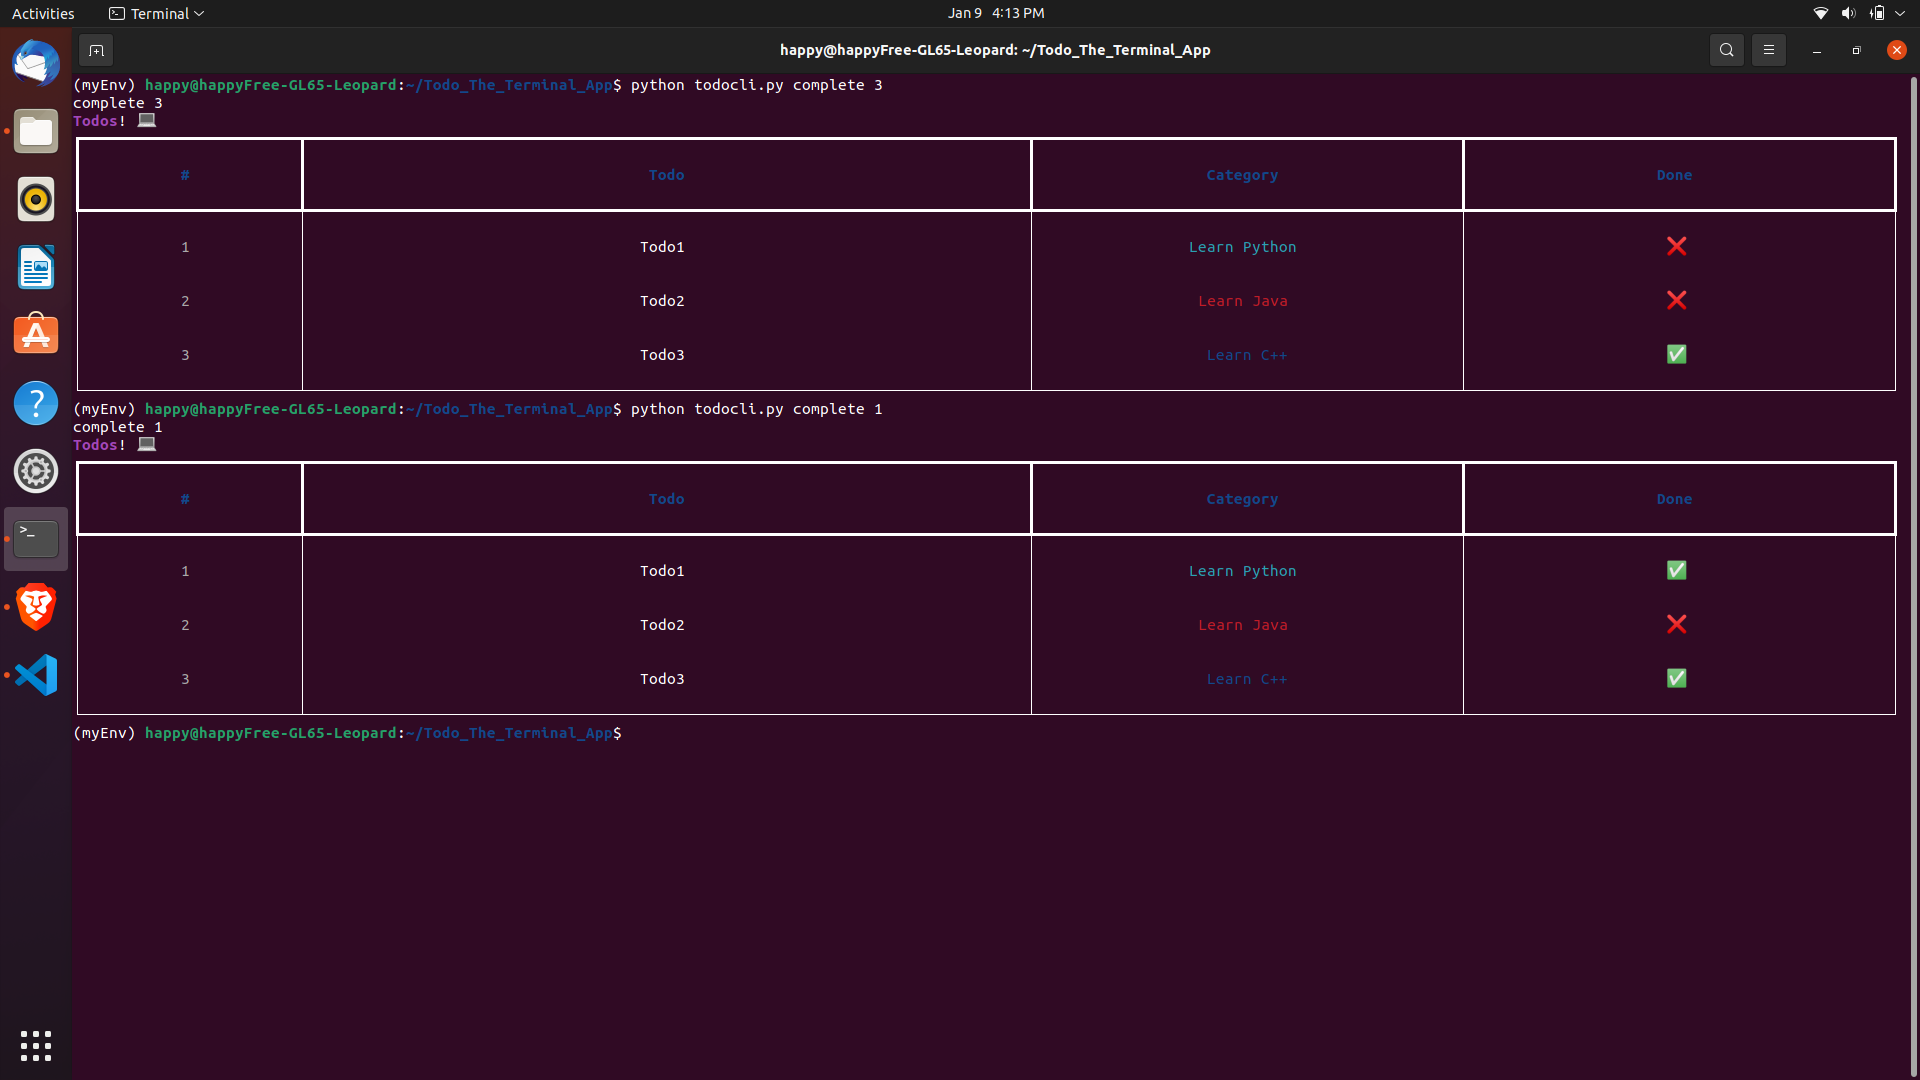 Activities Terminal Jan 9 4:13 PM
happy@happyFree-GL65-Leopard: ~/Todo_The_Terminal_App
(myEnv) happy@happyFree-GL65-Leopard:~/Todo_The_Terminal_App$ python todocli.py complete 3
complete 3
Todos! 💻
# Todo Category Done
1 Todo1 Learn Python ❌
2 Todo2 Learn Java ❌
3 Todo3 Learn C++ ✅
(myEnv) happy@happyFree-GL65-Leopard:~/Todo_The_Terminal_App$ python todocli.py complete 1
complete 1
Todos! 💻
# Todo Category Done
1 Todo1 Learn Python ✅
2 Todo2 Learn Java ❌
3 Todo3 Learn C++ ✅
(myEnv) happy@happyFree-GL65-Leopard:~/Todo_The_Terminal_App$